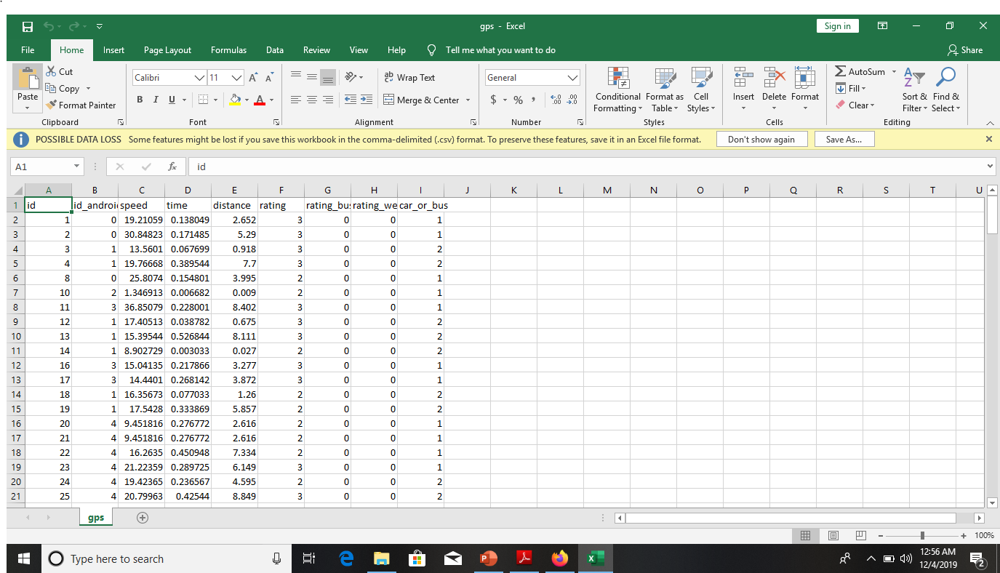 gps - Excel
Sign in
File Home Insert Page Layout Formulas Data Review View Help Tell me what you want to do Share
Paste
Cut
Copy
Format Painter
Clipboard
Calibri 11 A A
B I U A
Font
ab Wrap Text
Merge & Center
Alignment
General
$ % , .00 .00
Number
Conditional Formatting
Format as Table
Cell Styles
Styles
Insert
Delete
Format
Cells
AutoSum
Fill
Clear
Sort & Filter
Find & Select
Editing
POSSIBLE DATA LOSS Some features might be lost if you save this workbook in the comma-delimited (.csv) format. To preserve these features, save it in an Excel file format. Don't show again Save As...
A1 fx id
A B C D E F G H I J K L M N O P Q R S T U
1 id id_androi speed time distance rating rating_bu rating_we car_or_bus
2 1 0 19.21059 0.138049 2.652 3 0 0 1
3 2 0 30.84823 0.171485 5.29 3 0 0 1
4 3 1 13.5601 0.067699 0.918 3 0 0 2
5 4 1 19.76668 0.389544 7.7 3 0 0 2
6 8 0 25.8074 0.154801 3.995 2 0 0 1
7 10 2 1.346913 0.006682 0.009 2 0 0 1
8 11 3 36.85079 0.228001 8.402 3 0 0 1
9 12 1 17.40513 0.038782 0.675 3 0 0 2
10 13 1 15.39544 0.526844 8.111 3 0 0 2
11 14 1 8.902729 0.003033 0.027 2 0 0 2
12 16 3 15.04135 0.217866 3.277 3 0 0 1
13 17 3 14.4401 0.268142 3.872 3 0 0 1
14 18 1 16.35673 0.077033 1.26 2 0 0 2
15 19 1 17.5428 0.333869 5.857 2 0 0 2
16 20 4 9.451816 0.276772 2.616 2 0 0 1
17 21 4 9.451816 0.276772 2.616 2 0 0 1
18 22 4 16.2635 0.450948 7.334 2 0 0 1
19 23 4 21.22359 0.289725 6.149 3 0 0 1
20 24 4 19.42365 0.236567 4.595 2 0 0 2
21 25 4 20.79963 0.42544 8.849 3 0 0 2
gps
100%
Type here to search
12:56 AM
12/4/2019
2